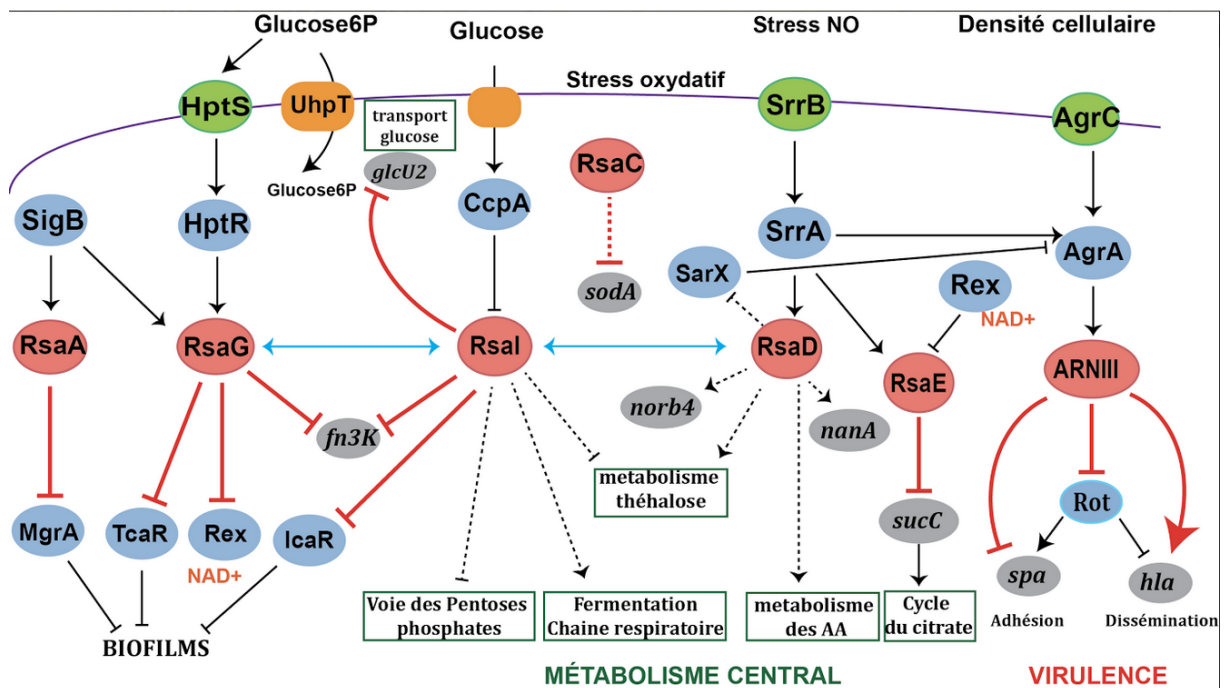 Glucose6P
Glucose
Stress NO
Densité cellulaire
Stress oxydatif
HptS
UhpT
SrrB
AgrC
transport
glucose
glcU2
RsaC
Glucose6P
SigB
HptR
CcpA
SrrA
AgrA
SarX
Rex
NAD+
sodA
RsaA
RsaG
RsaI
RsaD
RsaE
ARNIII
norb4
nanA
fn3K
metabolisme
théhalose
MgrA
TcaR
Rex
IcaR
NAD+
sucC
Rot
spa
hla
Voie des Pentoses
phosphates
Fermentation
Chaine respiratoire
metabolisme
des AA
Cycle
du citrate
Adhésion
Dissémination
BIOFILMS
MÉTABOLISME CENTRAL
VIRULENCE